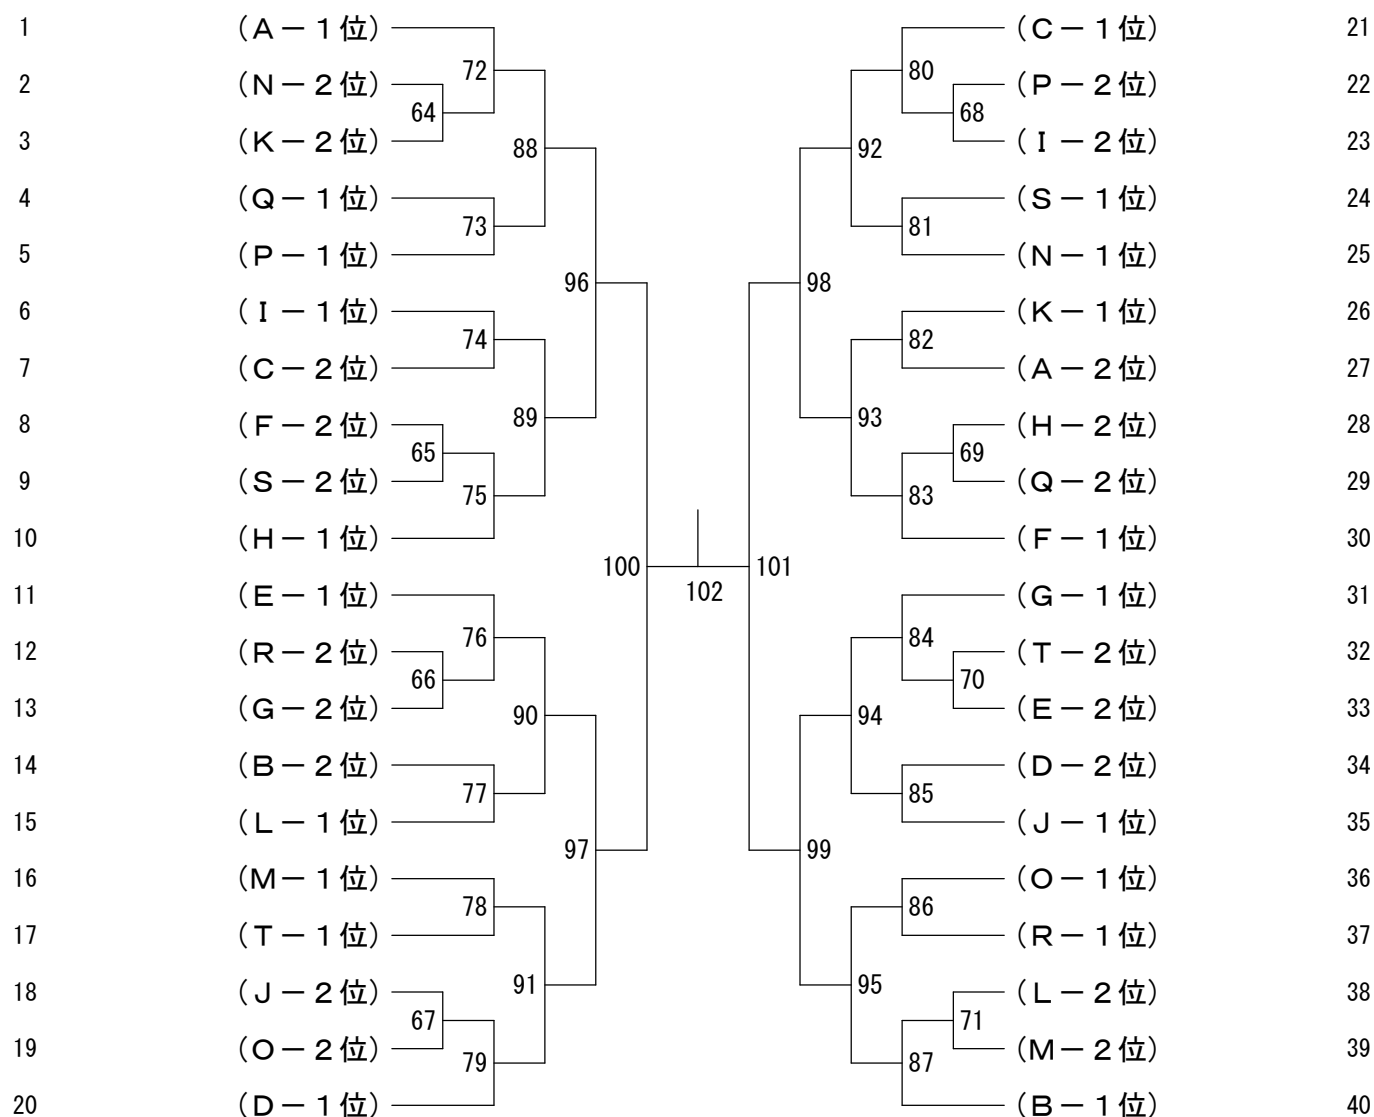 1 （A－1位） （C－1位） 21
72 80
2 （N－2位） （P－2位） 22
64 68
3 （K－2位） 88 92 （I－2位） 23
4 （Q－1位） （S－1位） 24
73 81
5 （P－1位） （N－1位） 25
96 98
6 （I－1位） （K－1位） 26
74 82
7 （C－2位） （A－2位） 27
8 （F－2位） 89 93 （H－2位） 28
65 69
9 （S－2位） （Q－2位） 29
75 83
10 （H－1位） （F－1位） 30
100 101
102
11 （E－1位） （G－1位） 31
76 84
12 （R－2位） （T－2位） 32
66 70
13 （G－2位） 90 94 （E－2位） 33
14 （B－2位） （D－2位） 34
77 85
15 （L－1位） （J－1位） 35
97 99
16 （M－1位） （O－1位） 36
78 86
17 （T－1位） （R－1位） 37
18 （J－2位） 91 95 （L－2位） 38
67 71
19 （O－2位） （M－2位） 39
79 87
20 （D－1位） （B－1位） 40